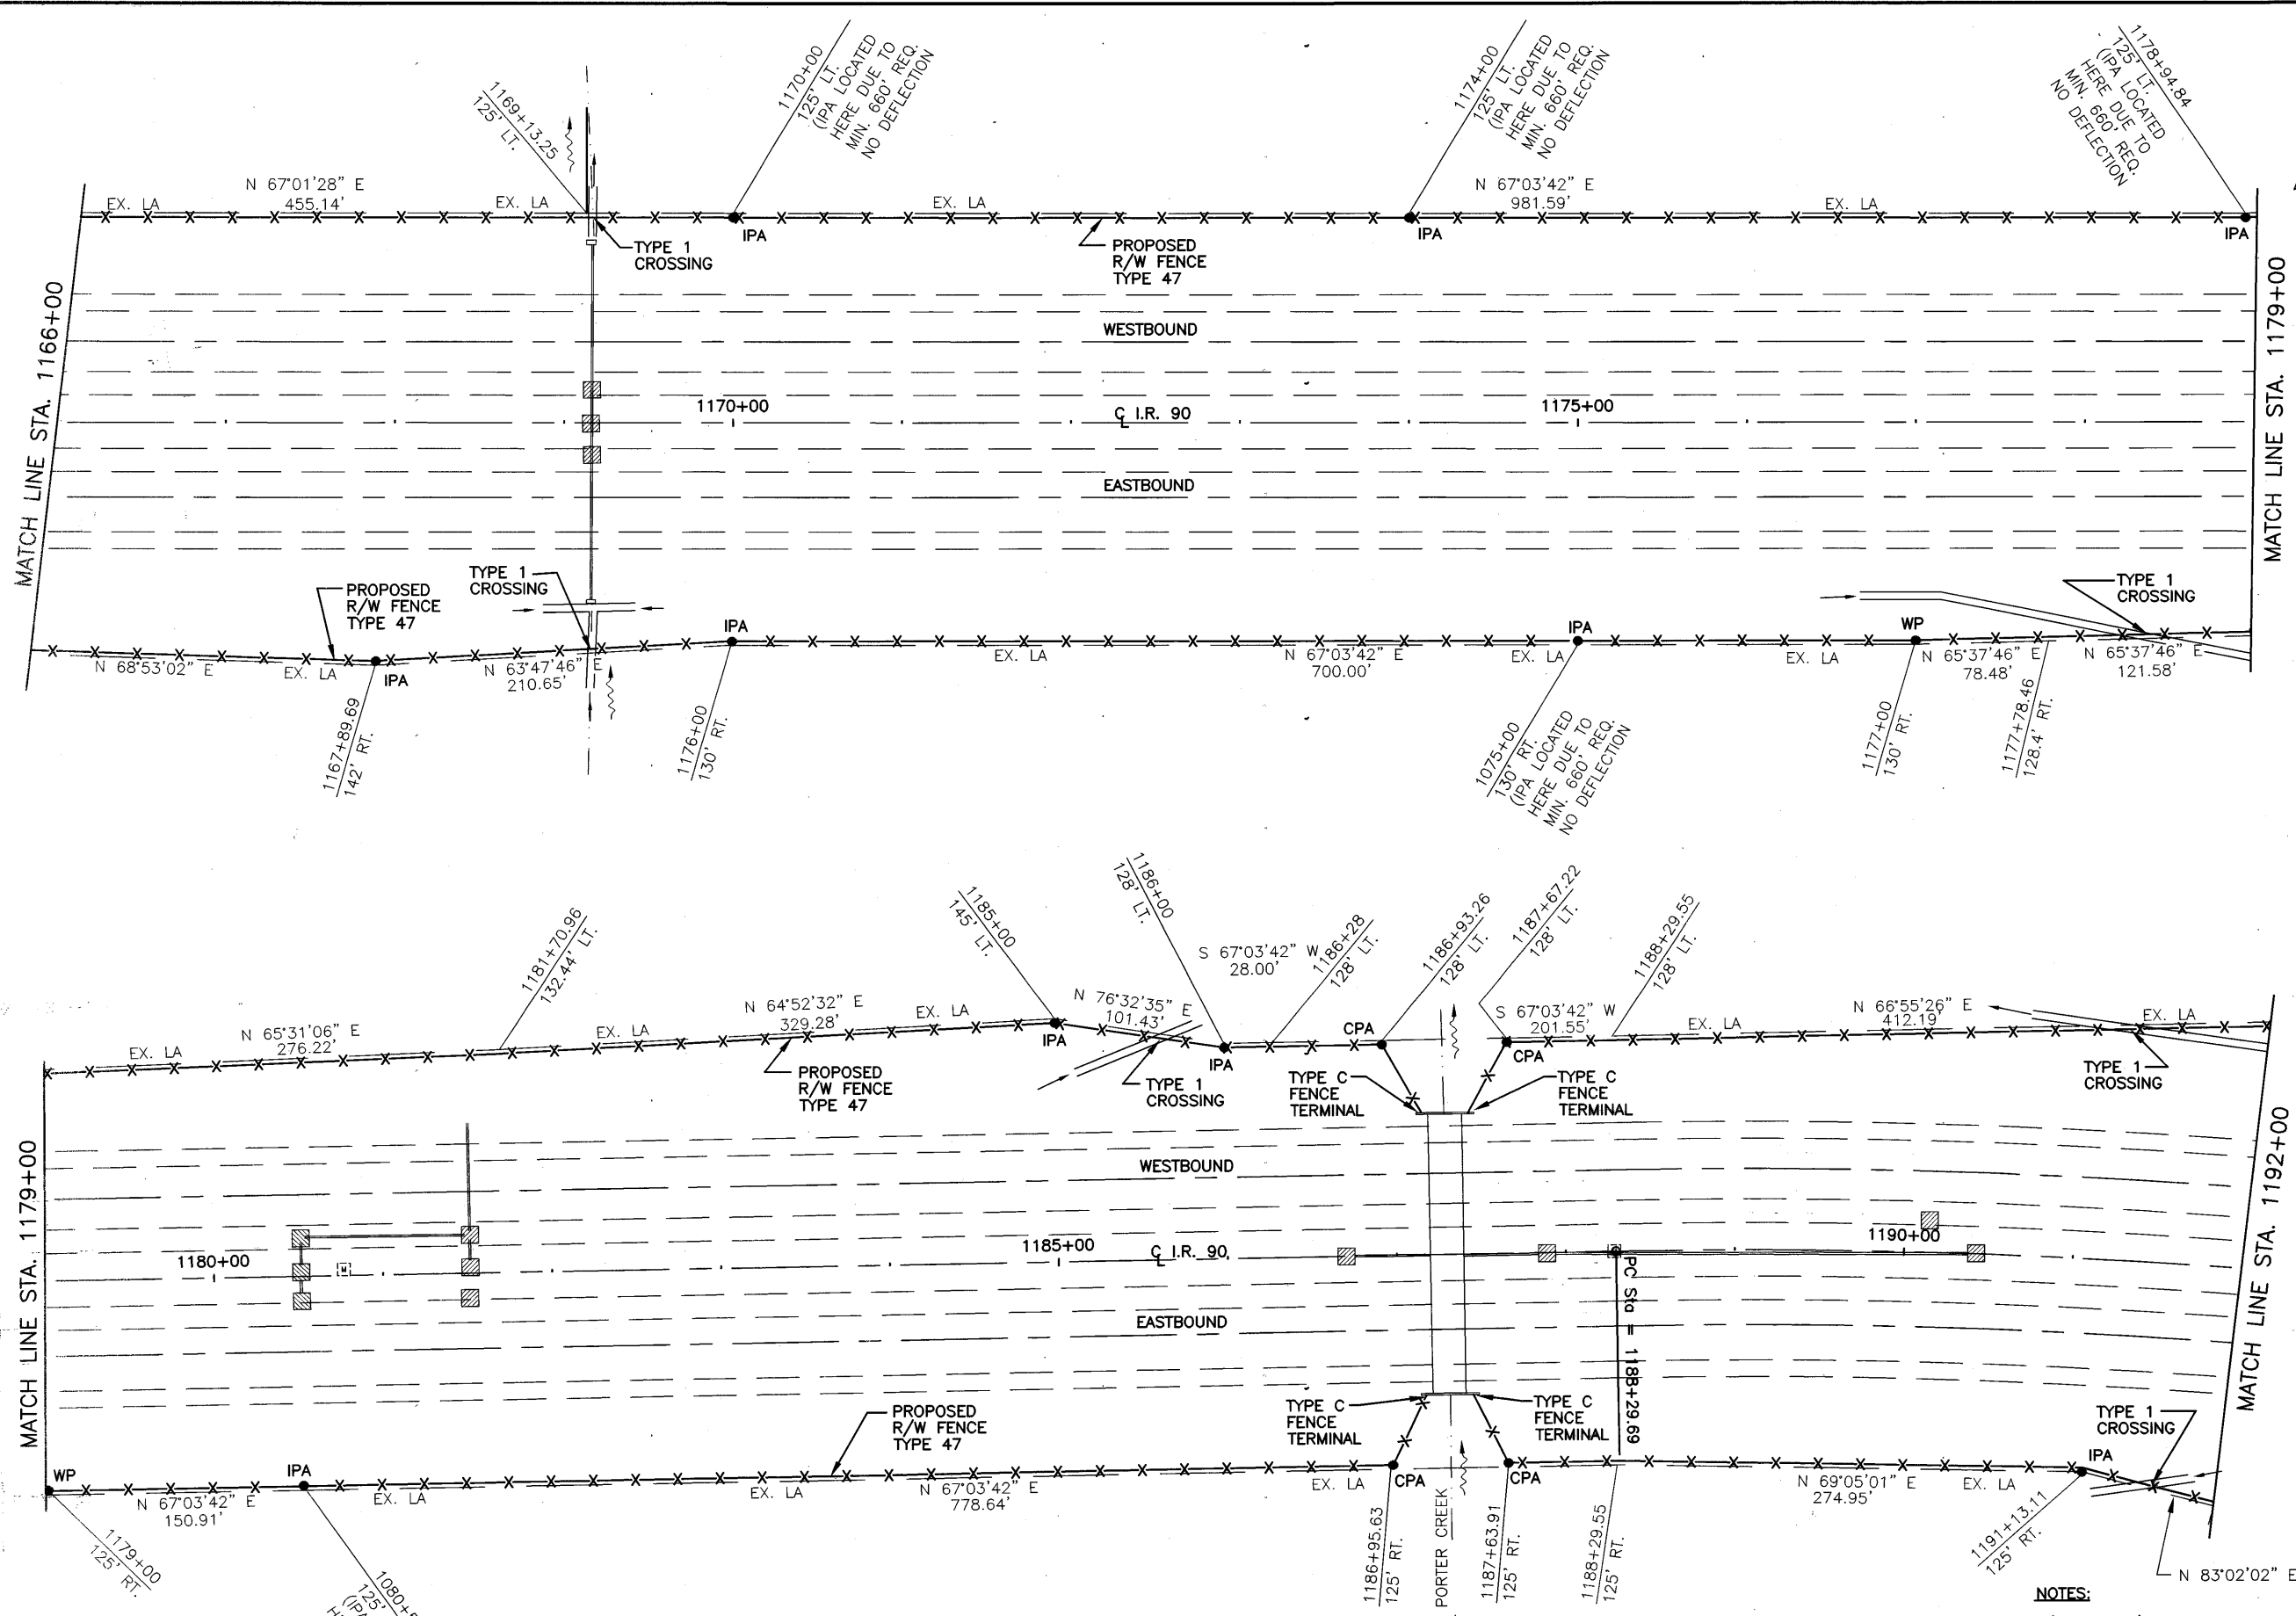 1169+13.25
125' LT.
1170+00
125' LT.
(IPA LOCATED
HERE DUE TO
MIN. 660' REQ.
NO DEFLECTION
1174+00
125' LT.
(IPA LOCATED
HERE DUE TO
MIN. 660' REQ.
NO DEFLECTION
1178+94.84
125' LT.
(IPA LOCATED
HERE DUE TO
MIN. 660' REQ.
NO DEFLECTION
N 67°01'28" E
455.14'
EX. LA
EX. LA
EX. LA
N 67°03'42" E
981.59'
EX. LA
IPA
IPA
IPA
TYPE 1
CROSSING
PROPOSED
R/W FENCE
TYPE 47
MATCH LINE STA. 1166+00
MATCH LINE STA. 1179+00
WESTBOUND
1170+00
℄ I.R. 90
1175+00
EASTBOUND
PROPOSED
R/W FENCE
TYPE 47
TYPE 1
CROSSING
TYPE 1
CROSSING
IPA
IPA
WP
N 68°53'02" E
EX. LA
IPA
N 63°47'46" E
210.65'
EX. LA
N 67°03'42" E
700.00'
EX. LA
EX. LA
N 65°37'46" E
78.48'
N 65°37'46" E
121.58'
1167+89.69
142' RT.
1176+00
130' RT.
1075+00
130' RT.
(IPA LOCATED
HERE DUE TO
MIN. 660' REQ.
NO DEFLECTION
1177+00
130' RT.
1177+78.46
128.4' RT.
1181+70.96
132.44' LT.
1185+00
145' LT.
1186+00
128' LT.
S 67°03'42" W
28.00'
1186+28
128' LT.
1186+93.26
128' LT.
1187+67.22
128' LT.
1188+29.55
128' LT.
EX. LA
N 65°31'06" E
276.22'
EX. LA
N 64°52'32" E
329.28'
EX. LA
N 76°32'35" E
101.43'
IPA
IPA
CPA
CPA
S 67°03'42" W
201.55'
EX. LA
N 66°55'26" E
412.19'
EX. LA
PROPOSED
R/W FENCE
TYPE 47
TYPE 1
CROSSING
TYPE C
FENCE
TERMINAL
TYPE C
FENCE
TERMINAL
TYPE 1
CROSSING
MATCH LINE STA. 1179+00
MATCH LINE STA. 1192+00
WESTBOUND
1180+00
1185+00
℄ I.R. 90
1190+00
PC Sta = 1188+29.69
EASTBOUND
PROPOSED
R/W FENCE
TYPE 47
TYPE C
FENCE
TERMINAL
TYPE C
FENCE
TERMINAL
TYPE 1
CROSSING
WP
IPA
N 67°03'42" E
150.91'
EX. LA
EX. LA
N 67°03'42" E
778.64'
EX. LA
CPA
CPA
N 69°05'01" E
274.95'
EX. LA
IPA
1179+00
125' RT.
125'
(IPA
1186+95.63
125' RT.
PORTER CREEK
1187+63.91
125' RT.
1188+29.55
125' RT.
1191+13.11
125' RT.
N 83°02'02" E
NOTES: